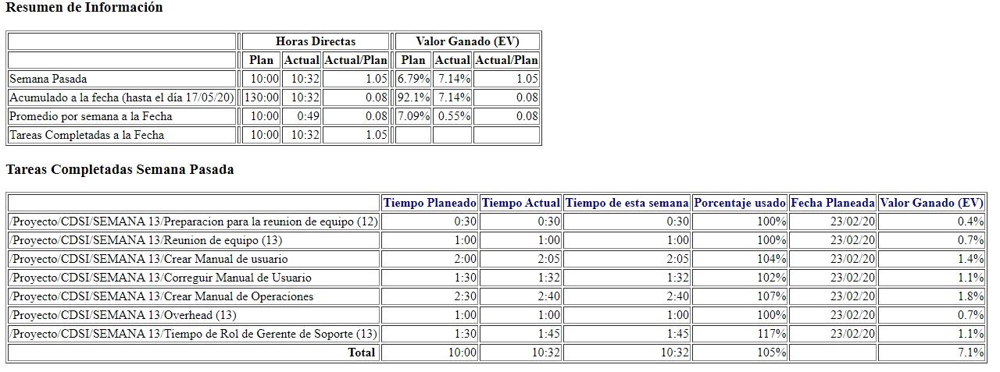 Resumen de Información
Horas Directas Valor Ganado (EV)
Plan Actual Actual/Plan Plan Actual Actual/Plan
Semana Pasada 10:00 10:32 1.05 6.79% 7.14% 1.05
Acumulado a la fecha (hasta el día 17/05/20) 130:00 10:32 0.08 92.1% 7.14% 0.08
Promedio por semana a la Fecha 10:00 0:49 0.08 7.09% 0.55% 0.08
Tareas Completadas a la Fecha 10:00 10:32 1.05
Tareas Completadas Semana Pasada
Tiempo Planeado Tiempo Actual Tiempo de esta semana Porcentaje usado Fecha Planeada Valor Ganado (EV)
/Proyecto/CDSI/SEMANA 13/Preparacion para la reunion de equipo (12) 0:30 0:30 0:30 100% 23/02/20 0.4%
/Proyecto/CDSI/SEMANA 13/Reunion de equipo (13) 1:00 1:00 1:00 100% 23/02/20 0.7%
/Proyecto/CDSI/SEMANA 13/Crear Manual de usuario 2:00 2:05 2:05 104% 23/02/20 1.4%
/Proyecto/CDSI/SEMANA 13/Correguir Manual de Usuario 1:30 1:32 1:32 102% 23/02/20 1.1%
/Proyecto/CDSI/SEMANA 13/Crear Manual de Operaciones 2:30 2:40 2:40 107% 23/02/20 1.8%
/Proyecto/CDSI/SEMANA 13/Overhead (13) 1:00 1:00 1:00 100% 23/02/20 0.7%
/Proyecto/CDSI/SEMANA 13/Tiempo de Rol de Gerente de Soporte (13) 1:30 1:45 1:45 117% 23/02/20 1.1%
Total 10:00 10:32 10:32 105% 7.1%